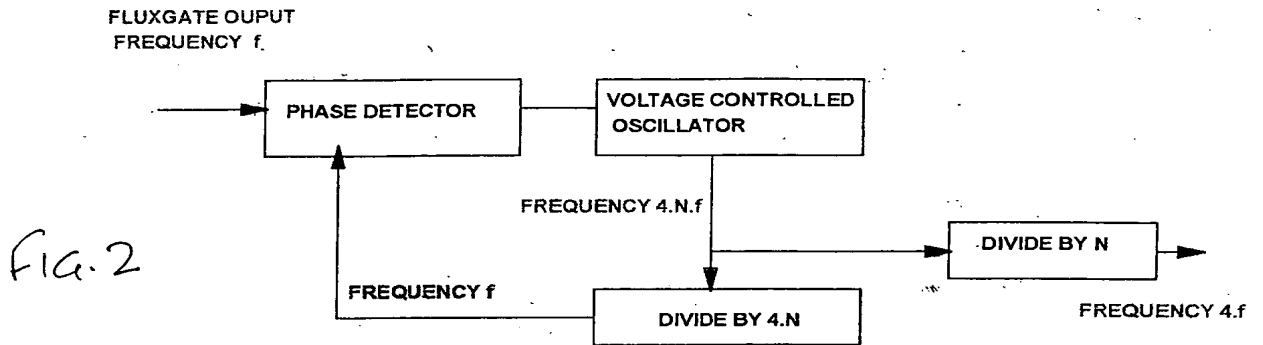 FLUXGATE OUPUT
FREQUENCY f
PHASE DETECTOR
VOLTAGE CONTROLLED
OSCILLATOR
FREQUENCY 4.N.f
DIVIDE BY N
FREQUENCY 4.f
FREQUENCY f
DIVIDE BY 4.N
FIG.2